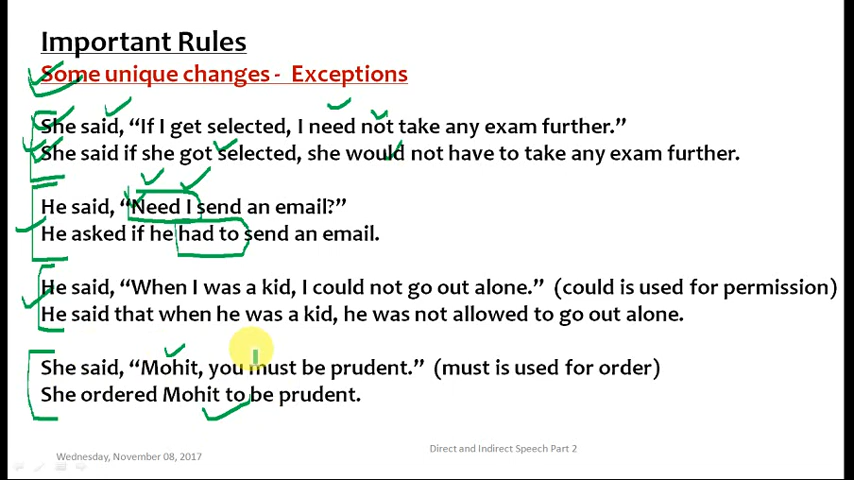 Important Rules
Some unique changes - Exceptions
She said, “If I get selected, I need not take any exam further.”
She said if she got selected, she would not have to take any exam further.
He said, “Need I send an email?”
He asked if he had to send an email.
He said, “When I was a kid, I could not go out alone.” (could is used for permission)
He said that when he was a kid, he was not allowed to go out alone.
She said, “Mohit, you must be prudent.” (must is used for order)
She ordered Mohit to be prudent.
Wednesday, November 08, 2017
Direct and Indirect Speech Part 2